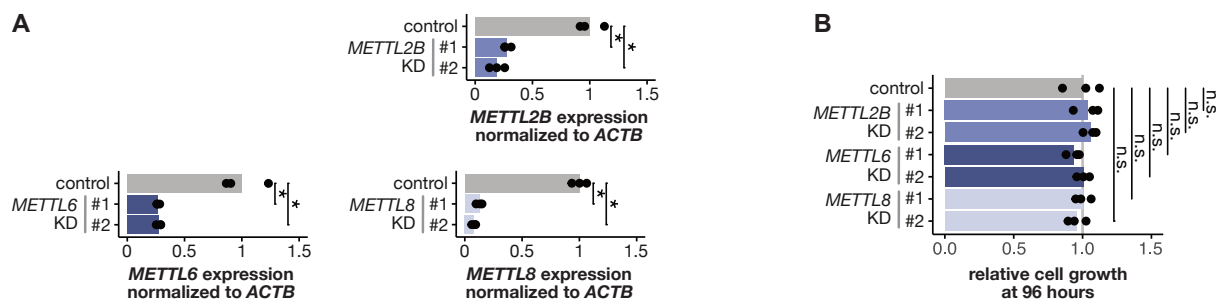 A
control
METTL2B #1
KD #2
* *
0 0.5 1 1.5
METTL2B expression
normalized to ACTB
control
METTL6 #1
KD #2
* *
0 0.5 1 1.5
METTL6 expression
normalized to ACTB
control
METTL8 #1
KD #2
* *
0 0.5 1 1.5
METTL8 expression
normalized to ACTB
B
control
METTL2B #1
KD #2
METTL6 #1
KD #2
METTL8 #1
KD #2
n.s.
n.s.
n.s.
n.s.
n.s.
n.s.
0.0 0.5 1.0 1.5
relative cell growth
at 96 hours